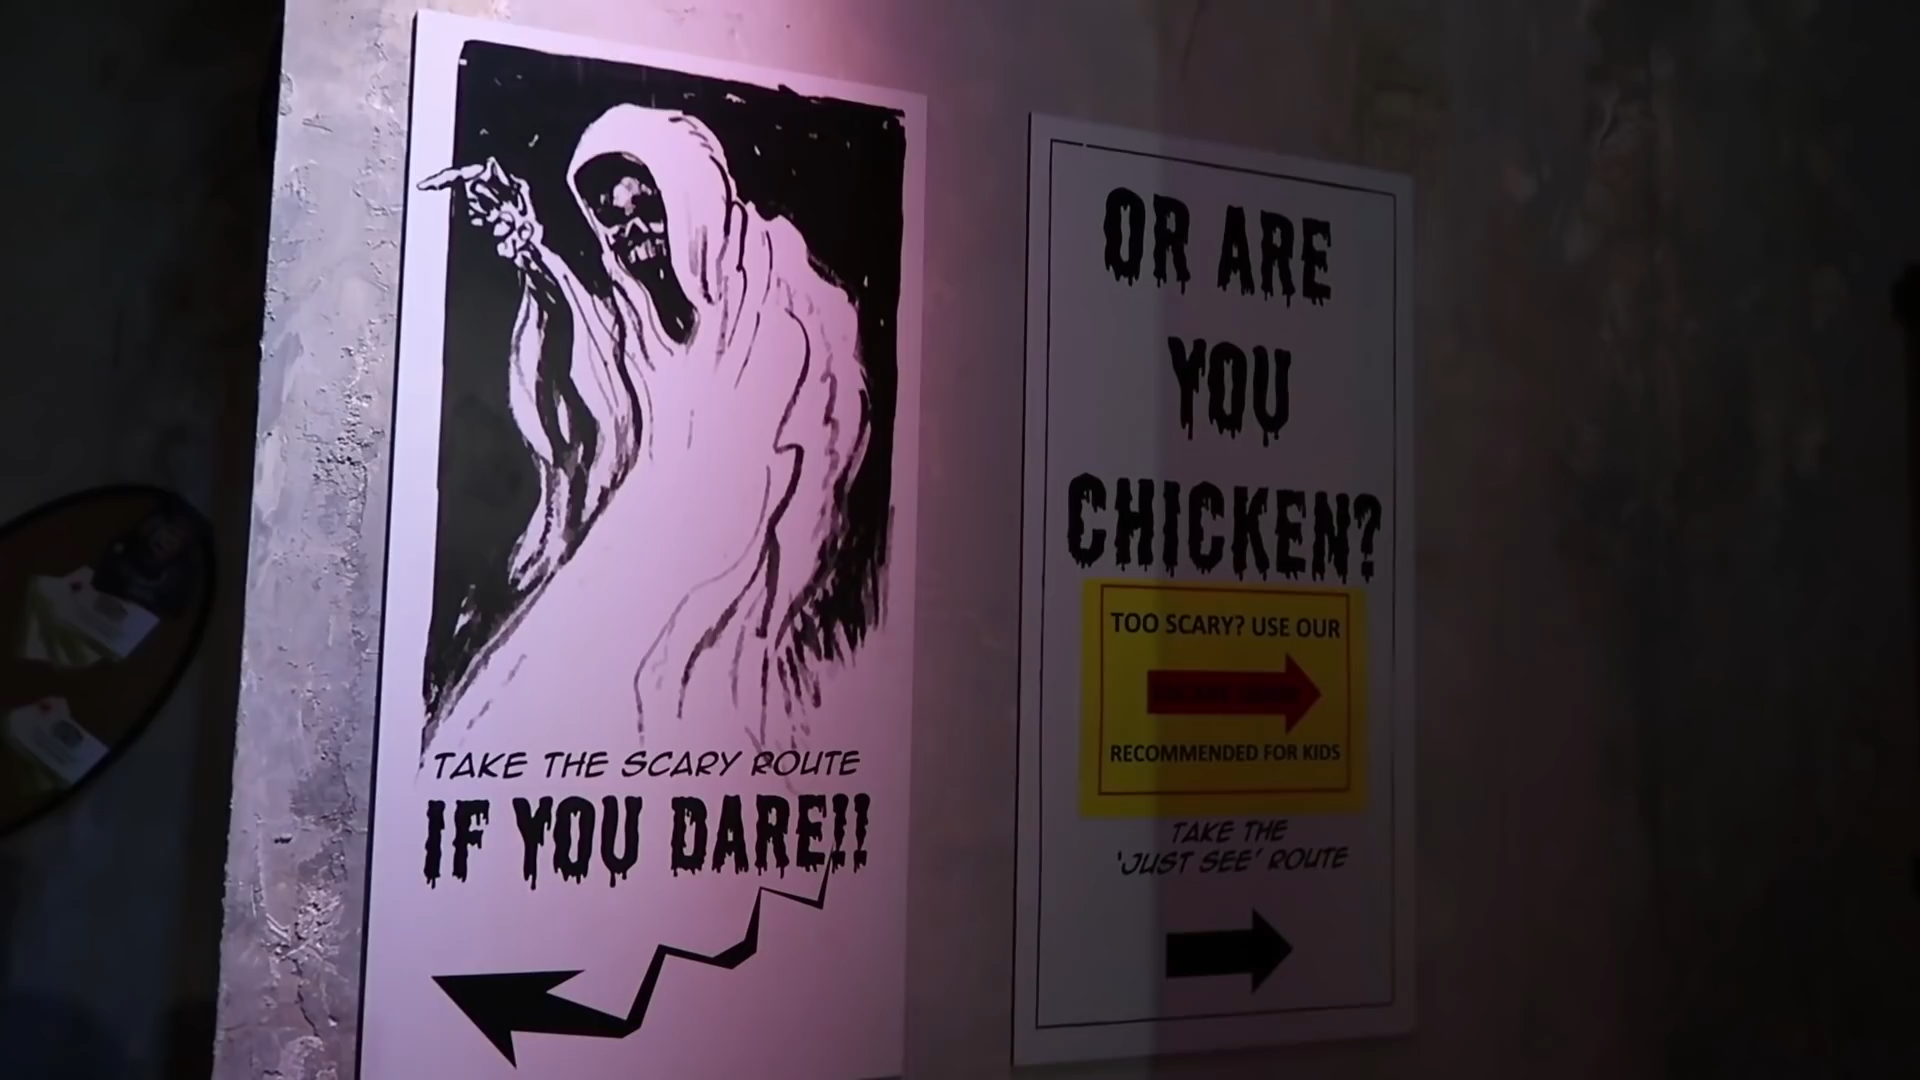 TAKE THE SCARY ROUTE
IF YOU DARE!!
OR ARE
YOU
CHICKEN?
TOO SCARY? USE OUR
RECOMMENDED FOR KIDS
TAKE THE
'JUST SEE' ROUTE